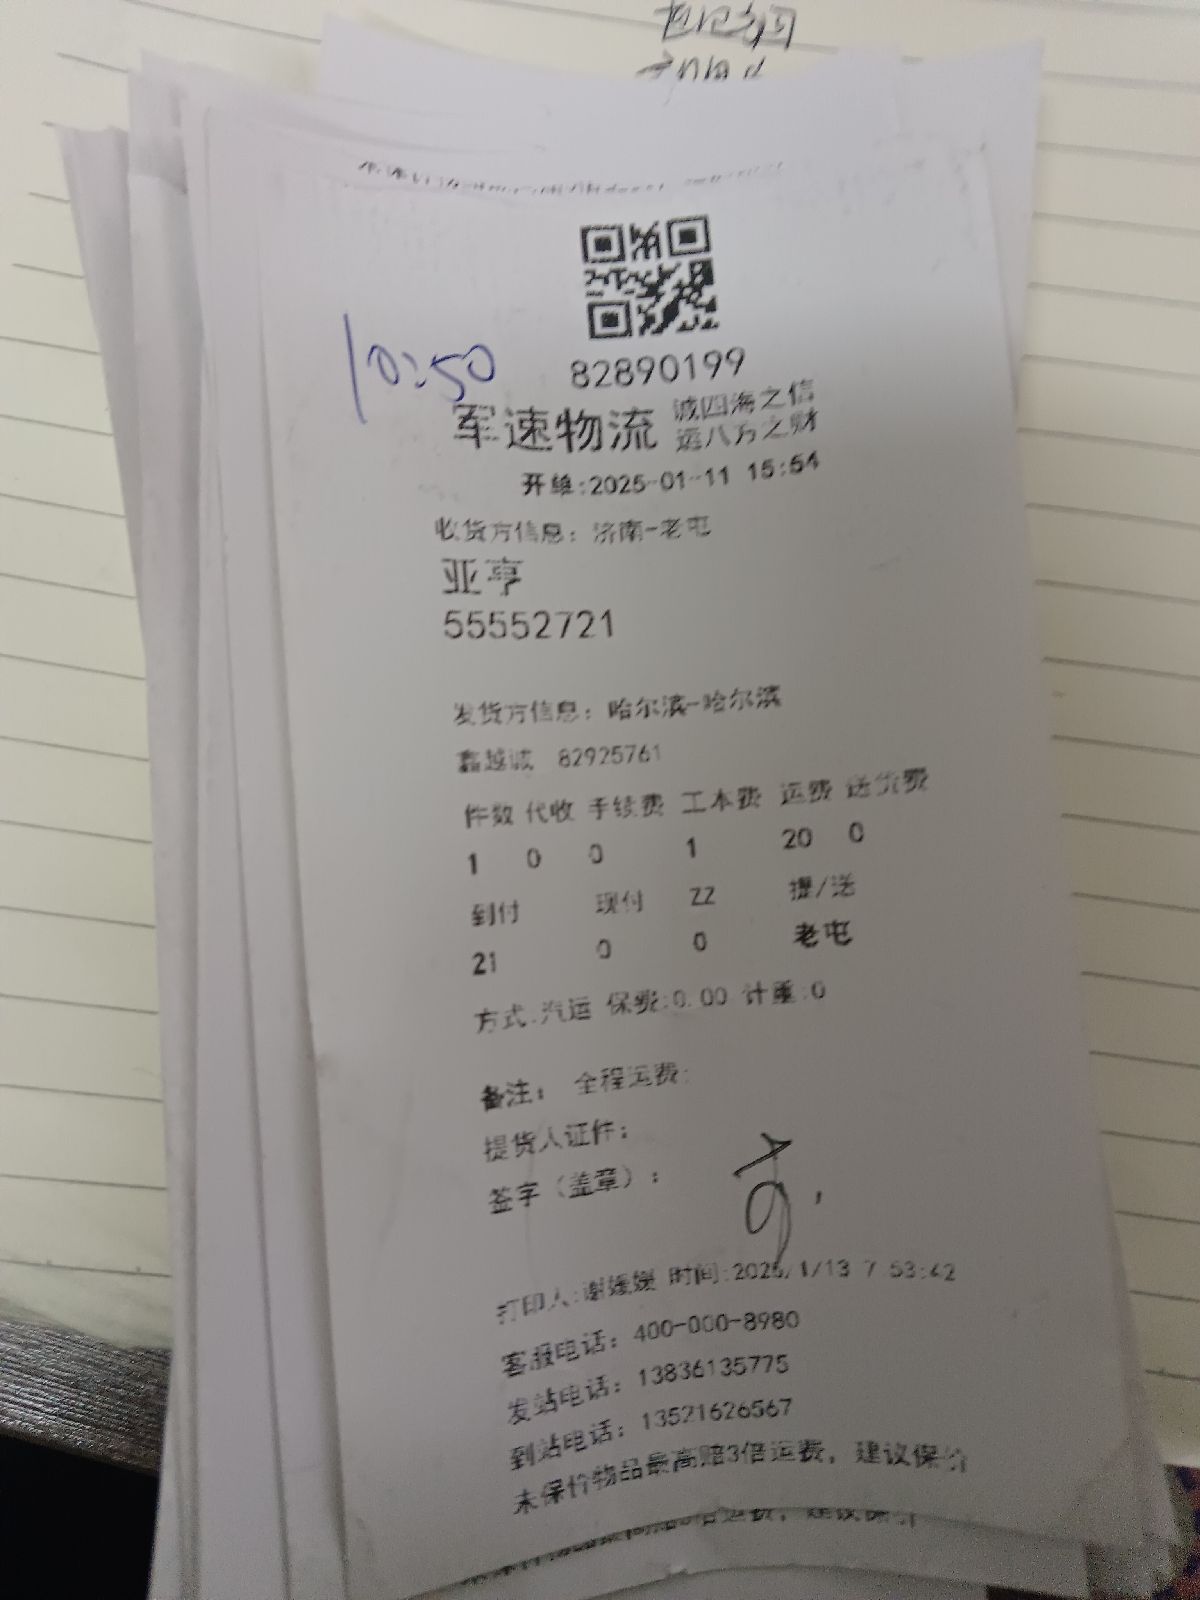 10:50
82890199
军速物流 诚四海之信
运八方之财
开单:2025-01-11 15:54
收货方信息：济南-老屯
亚亨
55552721
发货方信息：哈尔滨-哈尔滨
鑫越诚 82925761
件数 代收 手续费 工本费 运费 送货费
1 0 0 1 20 0
到付 现付 ZZ 提/送
21 0 0 老屯
方式:汽运 保费:0.00 计重:0
备注： 全程运费:
提货人证件：
签字（盖章）：
打印人:谢媛媛 时间:2025/1/13 7:53:42
客服电话：400-000-8980
发站电话：13836135775
到站电话：13521626567
未保价物品最高赔3倍运费，建议保价